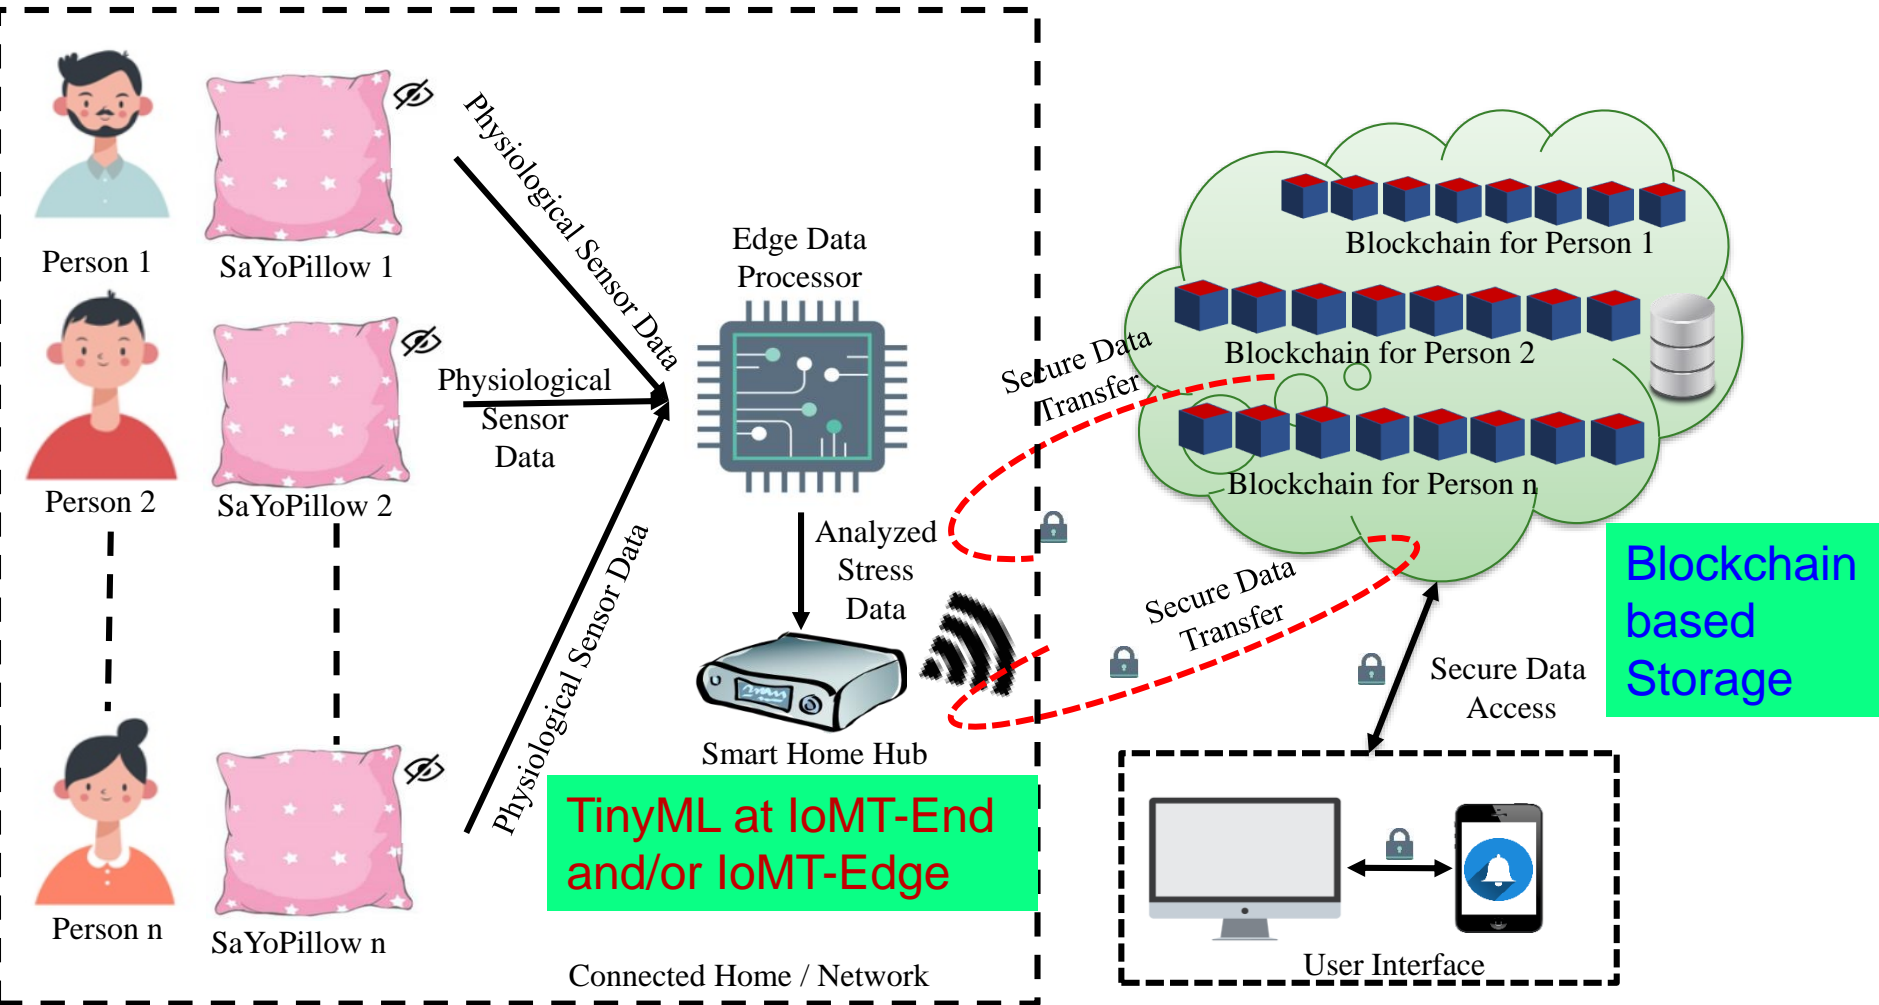 Person 1
SaYoPillow 1
Physiological Sensor Data
Person 2
SaYoPillow 2
Physiological
Sensor
Data
Person n
SaYoPillow n
Physiological Sensor Data
Edge Data
Processor
Analyzed
Stress
Data
Smart Home Hub
TinyML at IoMT-End
and/or IoMT-Edge
Connected Home / Network
Secure Data
Transfer
Secure Data
Transfer
Blockchain for Person 1
Blockchain for Person 2
Blockchain for Person n
Blockchain
based
Storage
Secure Data
Access
User Interface